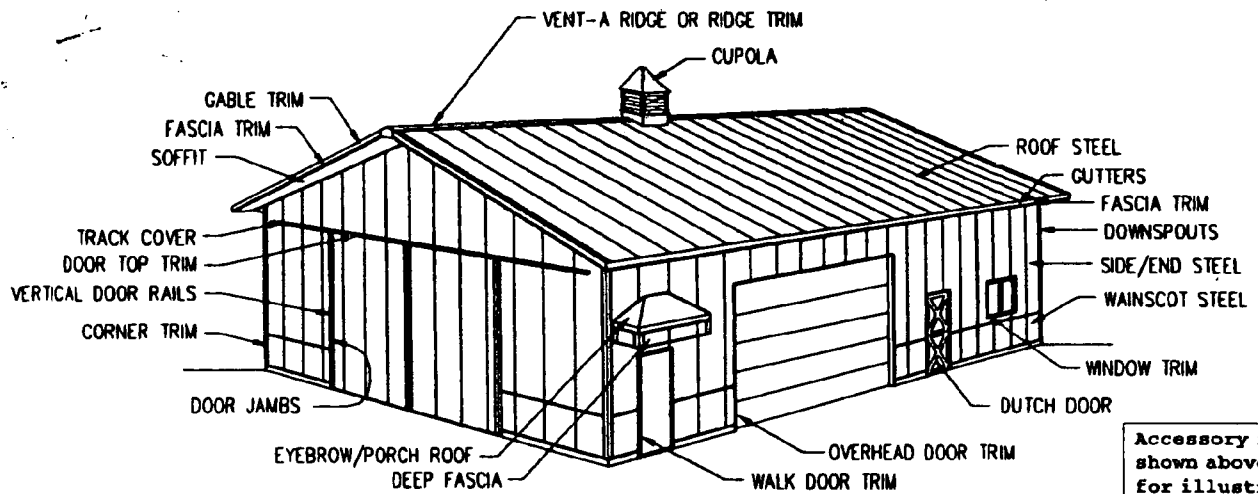 VENT-A RIDGE OR RIDGE TRIM
CUPOLA
GABLE TRIM
FASCIA TRIM
SOFFIT
ROOF STEEL
GUTTERS
FASCIA TRIM
DOWNSPOUTS
SIDE/END STEEL
WAINSCOT STEEL
TRACK COVER
DOOR TOP TRIM
VERTICAL DOOR RAILS
CORNER TRIM
WINDOW TRIM
DOOR JAMBS
DUTCH DOOR
EYEBROW/PORCH ROOF
DEEP FASCIA
OVERHEAD DOOR TRIM
WALK DOOR TRIM
Accessory
shown above
for